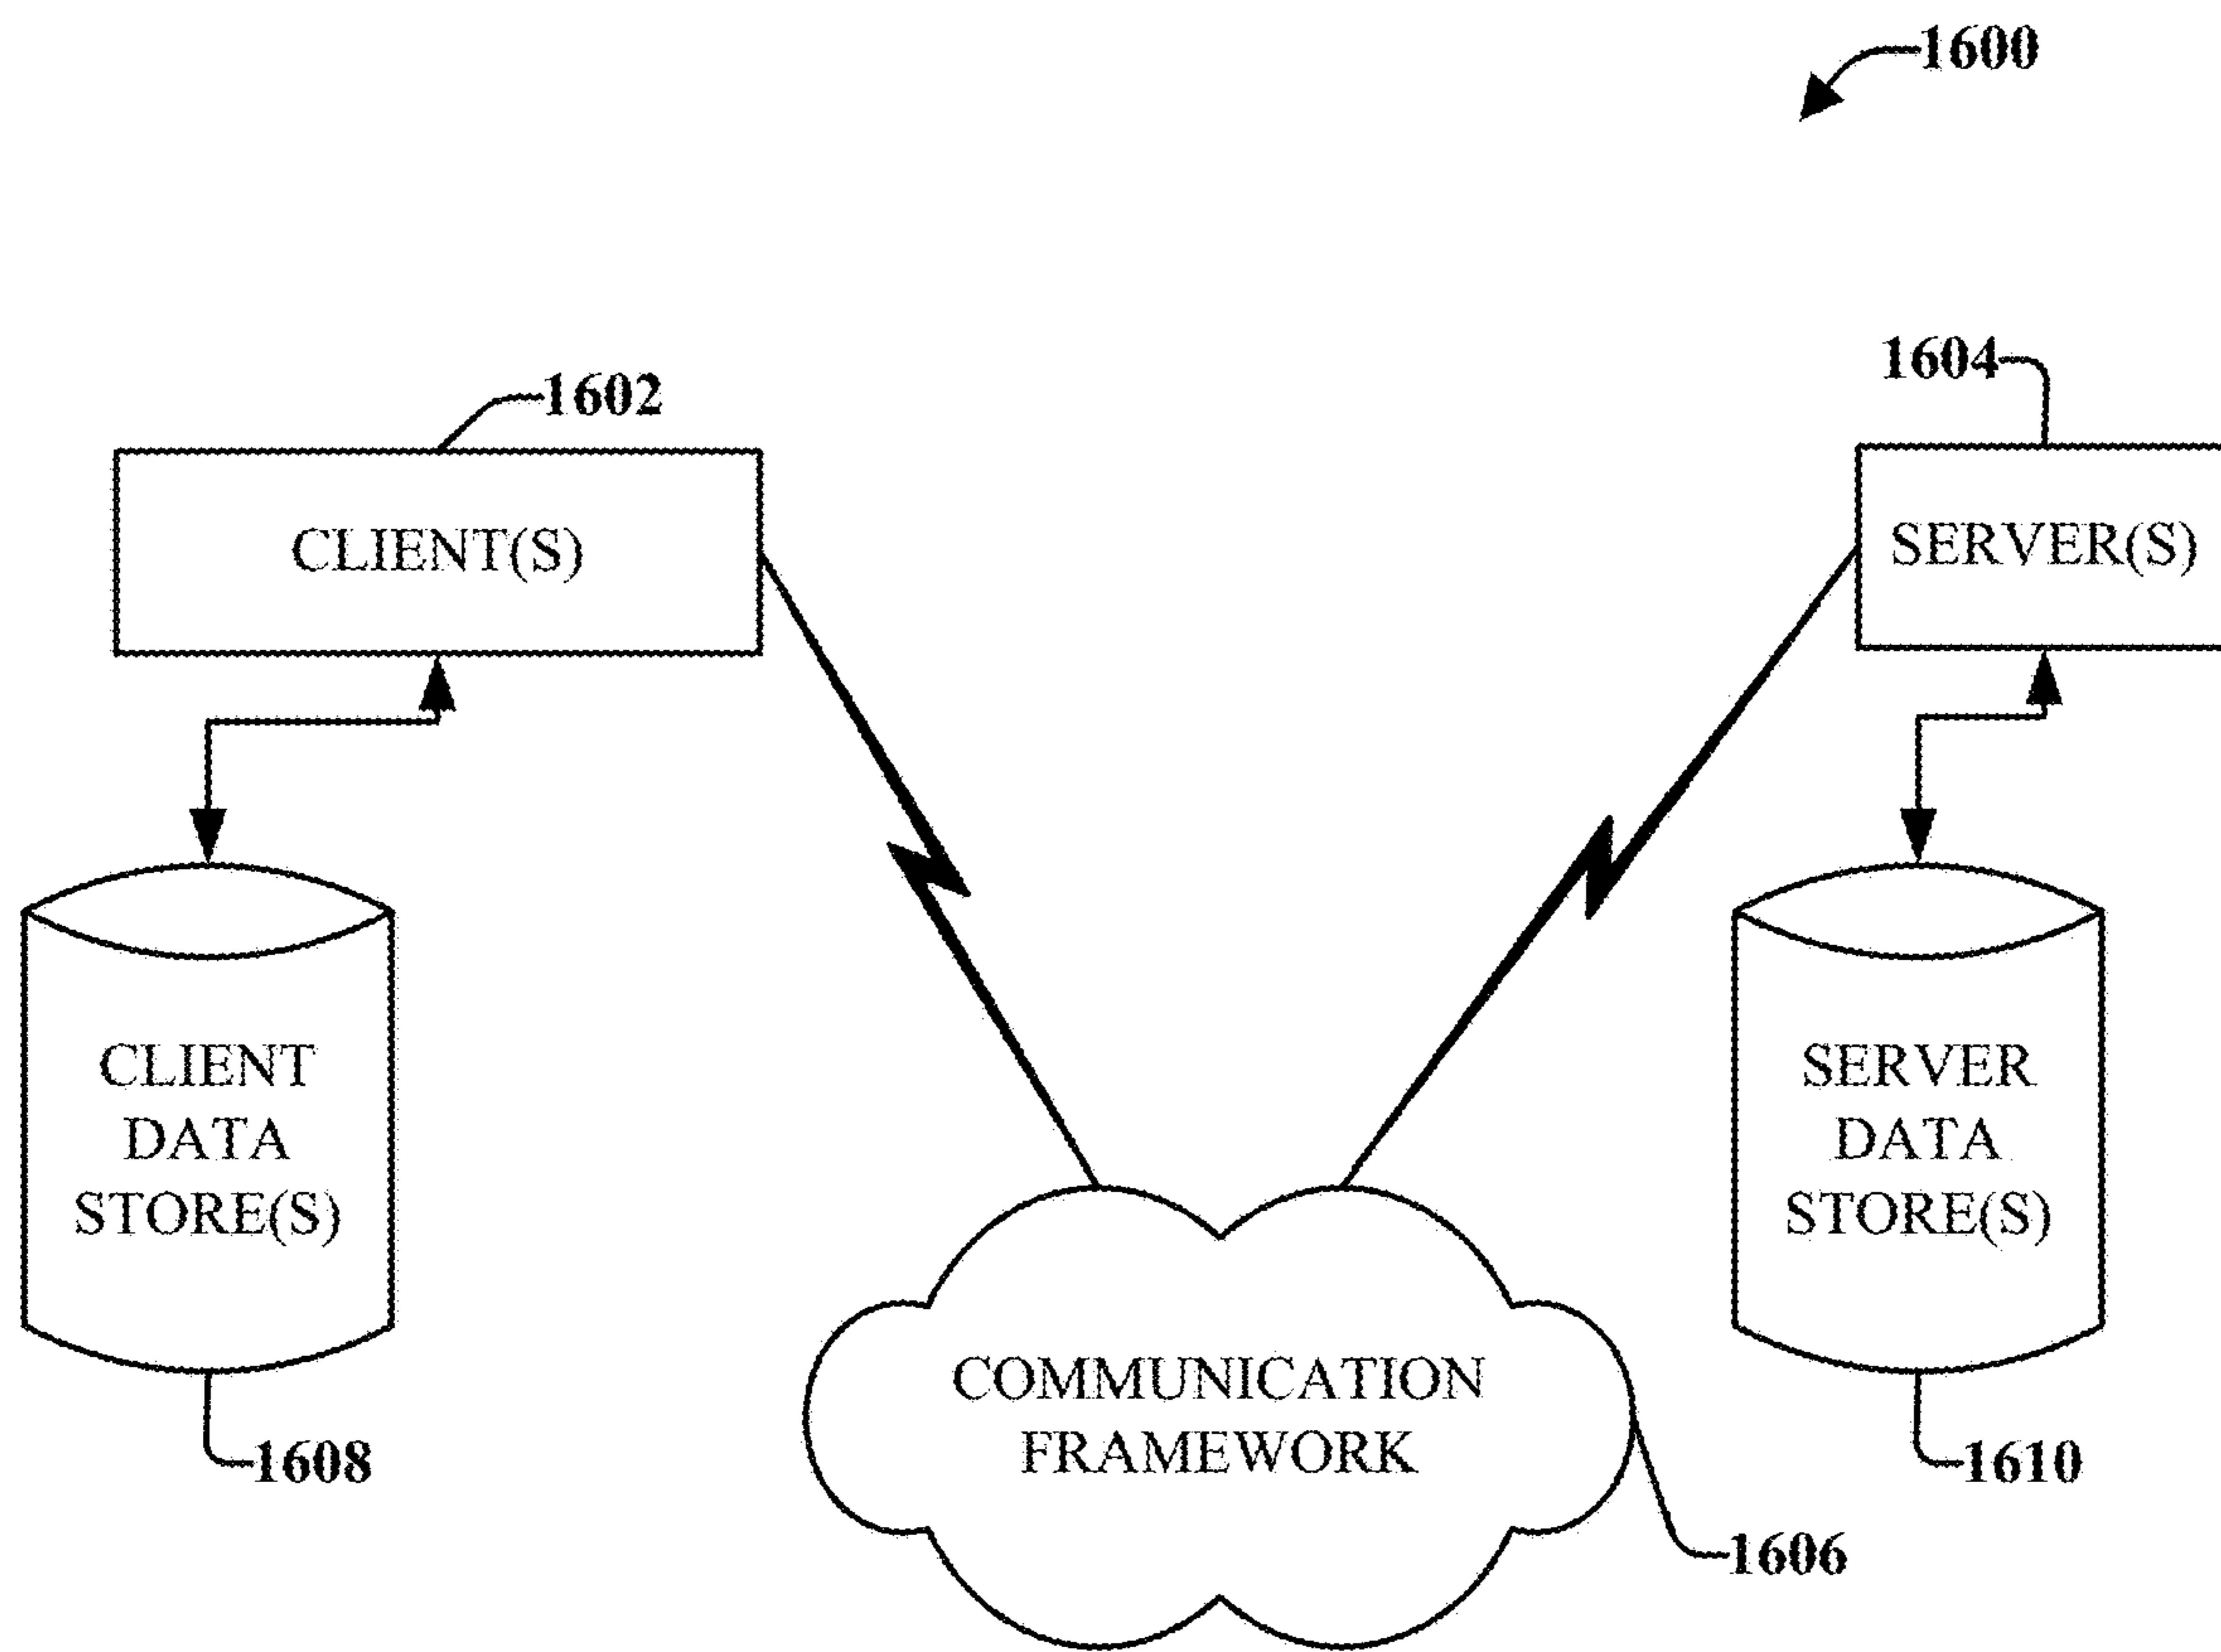 1600
1602
1604
CLIENT(S)
SERVER(S)
CLIENT
DATA
STORE(S)
SERVER
DATA
STORE(S)
COMMUNICATION
FRAMEWORK
1608
1610
1606